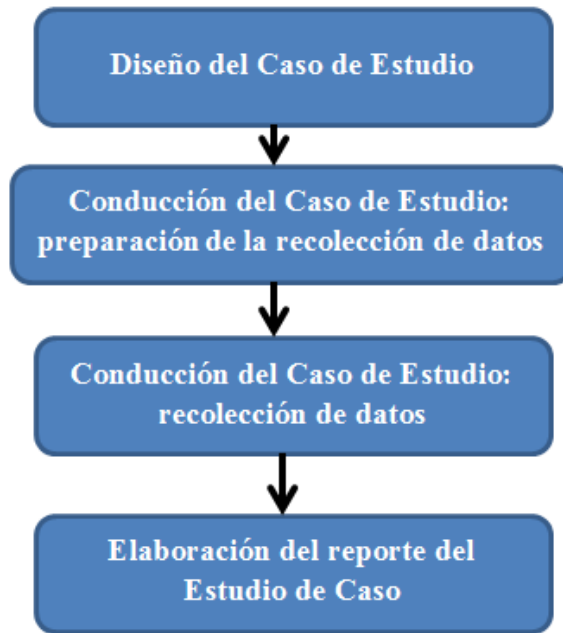 Diseño del Caso de Estudio
Conducción del Caso de Estudio:
preparación de la recolección de datos
Conducción del Caso de Estudio:
recolección de datos
Elaboración del reporte del
Estudio de Caso